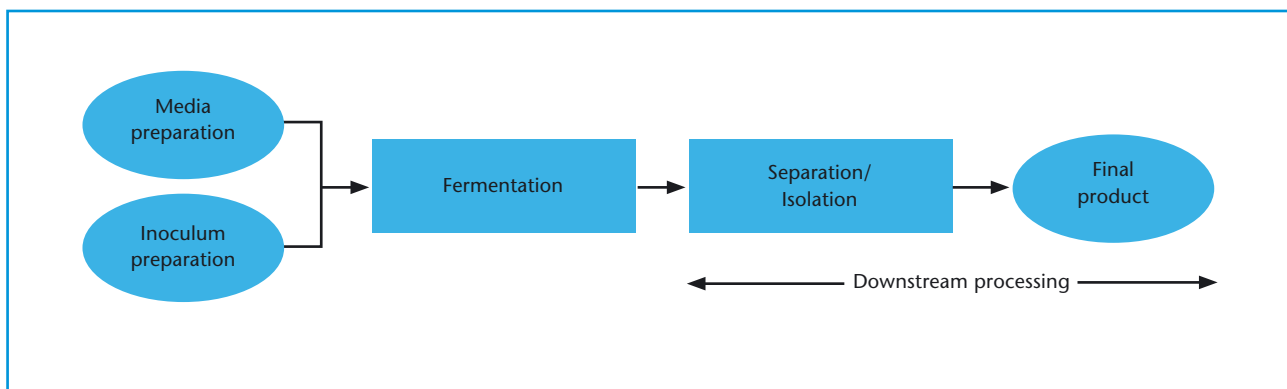 Media
preparation
Inoculum
preparation
Fermentation
Separation/
Isolation
Final
product
Downstream processing